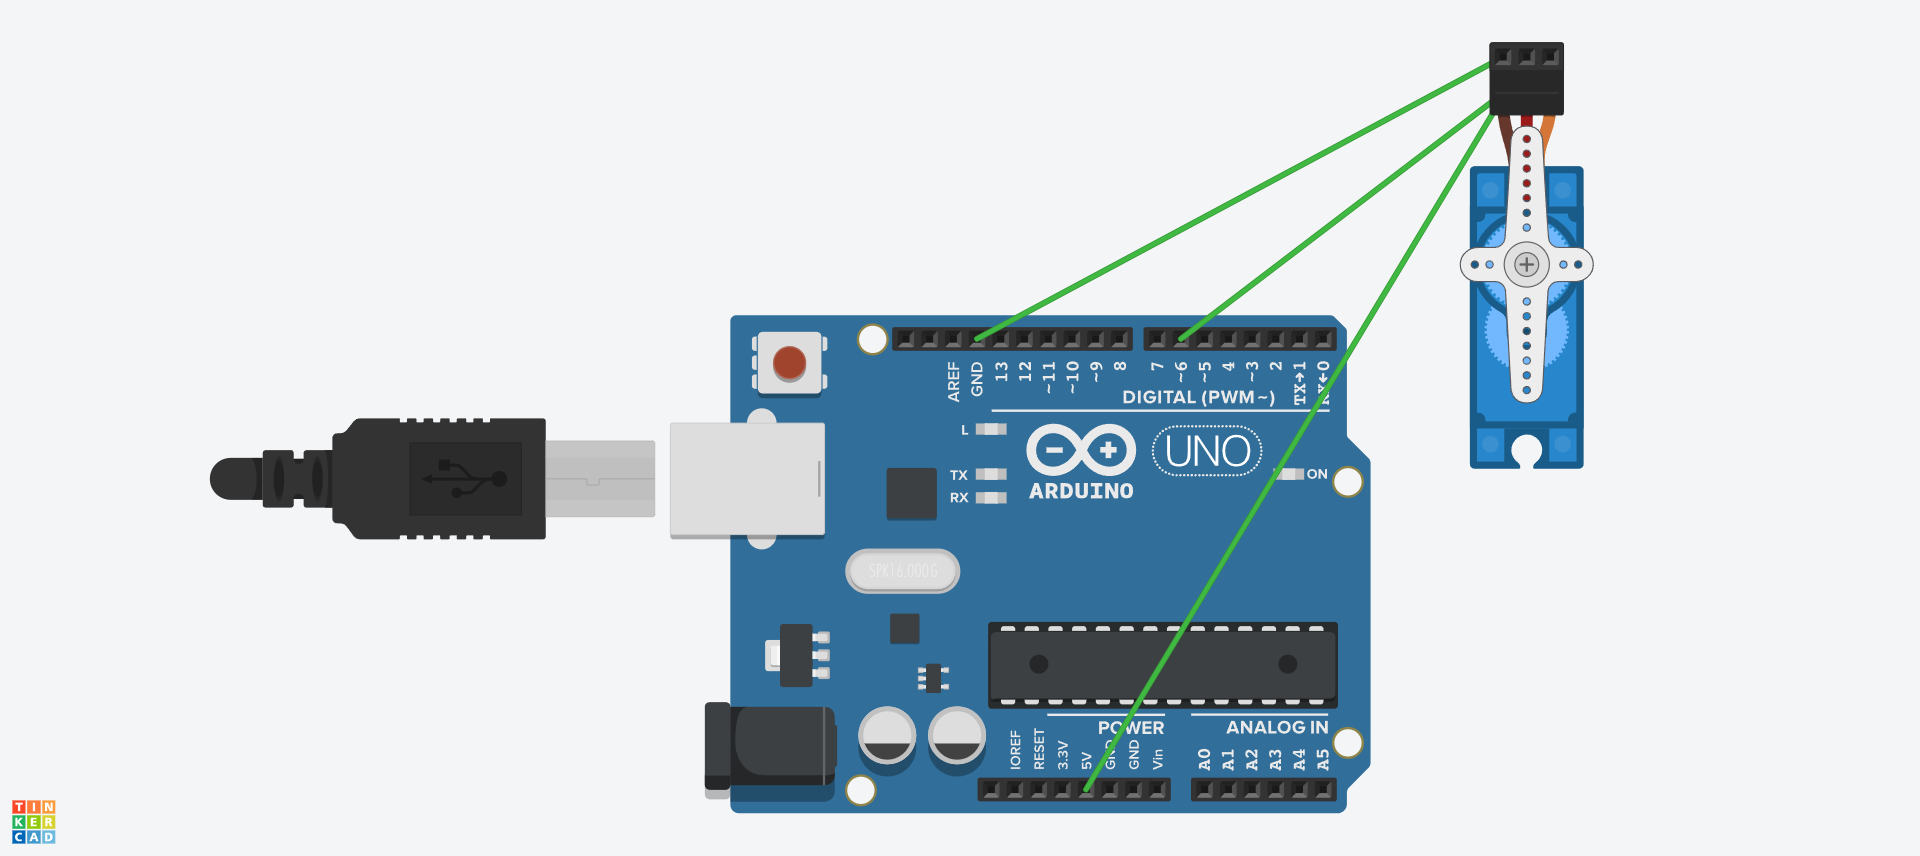 AREF
GND
13
12
~11
~10
~9
8
7
~6
~5
4
~3
2
TX→1
RX←0
DIGITAL (PWM~)
L
TX
RX
UNO
ON
ARDUINO
SPK16.000G
POWER
ANALOG IN
IOREF
RESET
3.3V
5V
GND
GND
Vin
A0
A1
A2
A3
A4
A5
TIN
KER
CAD